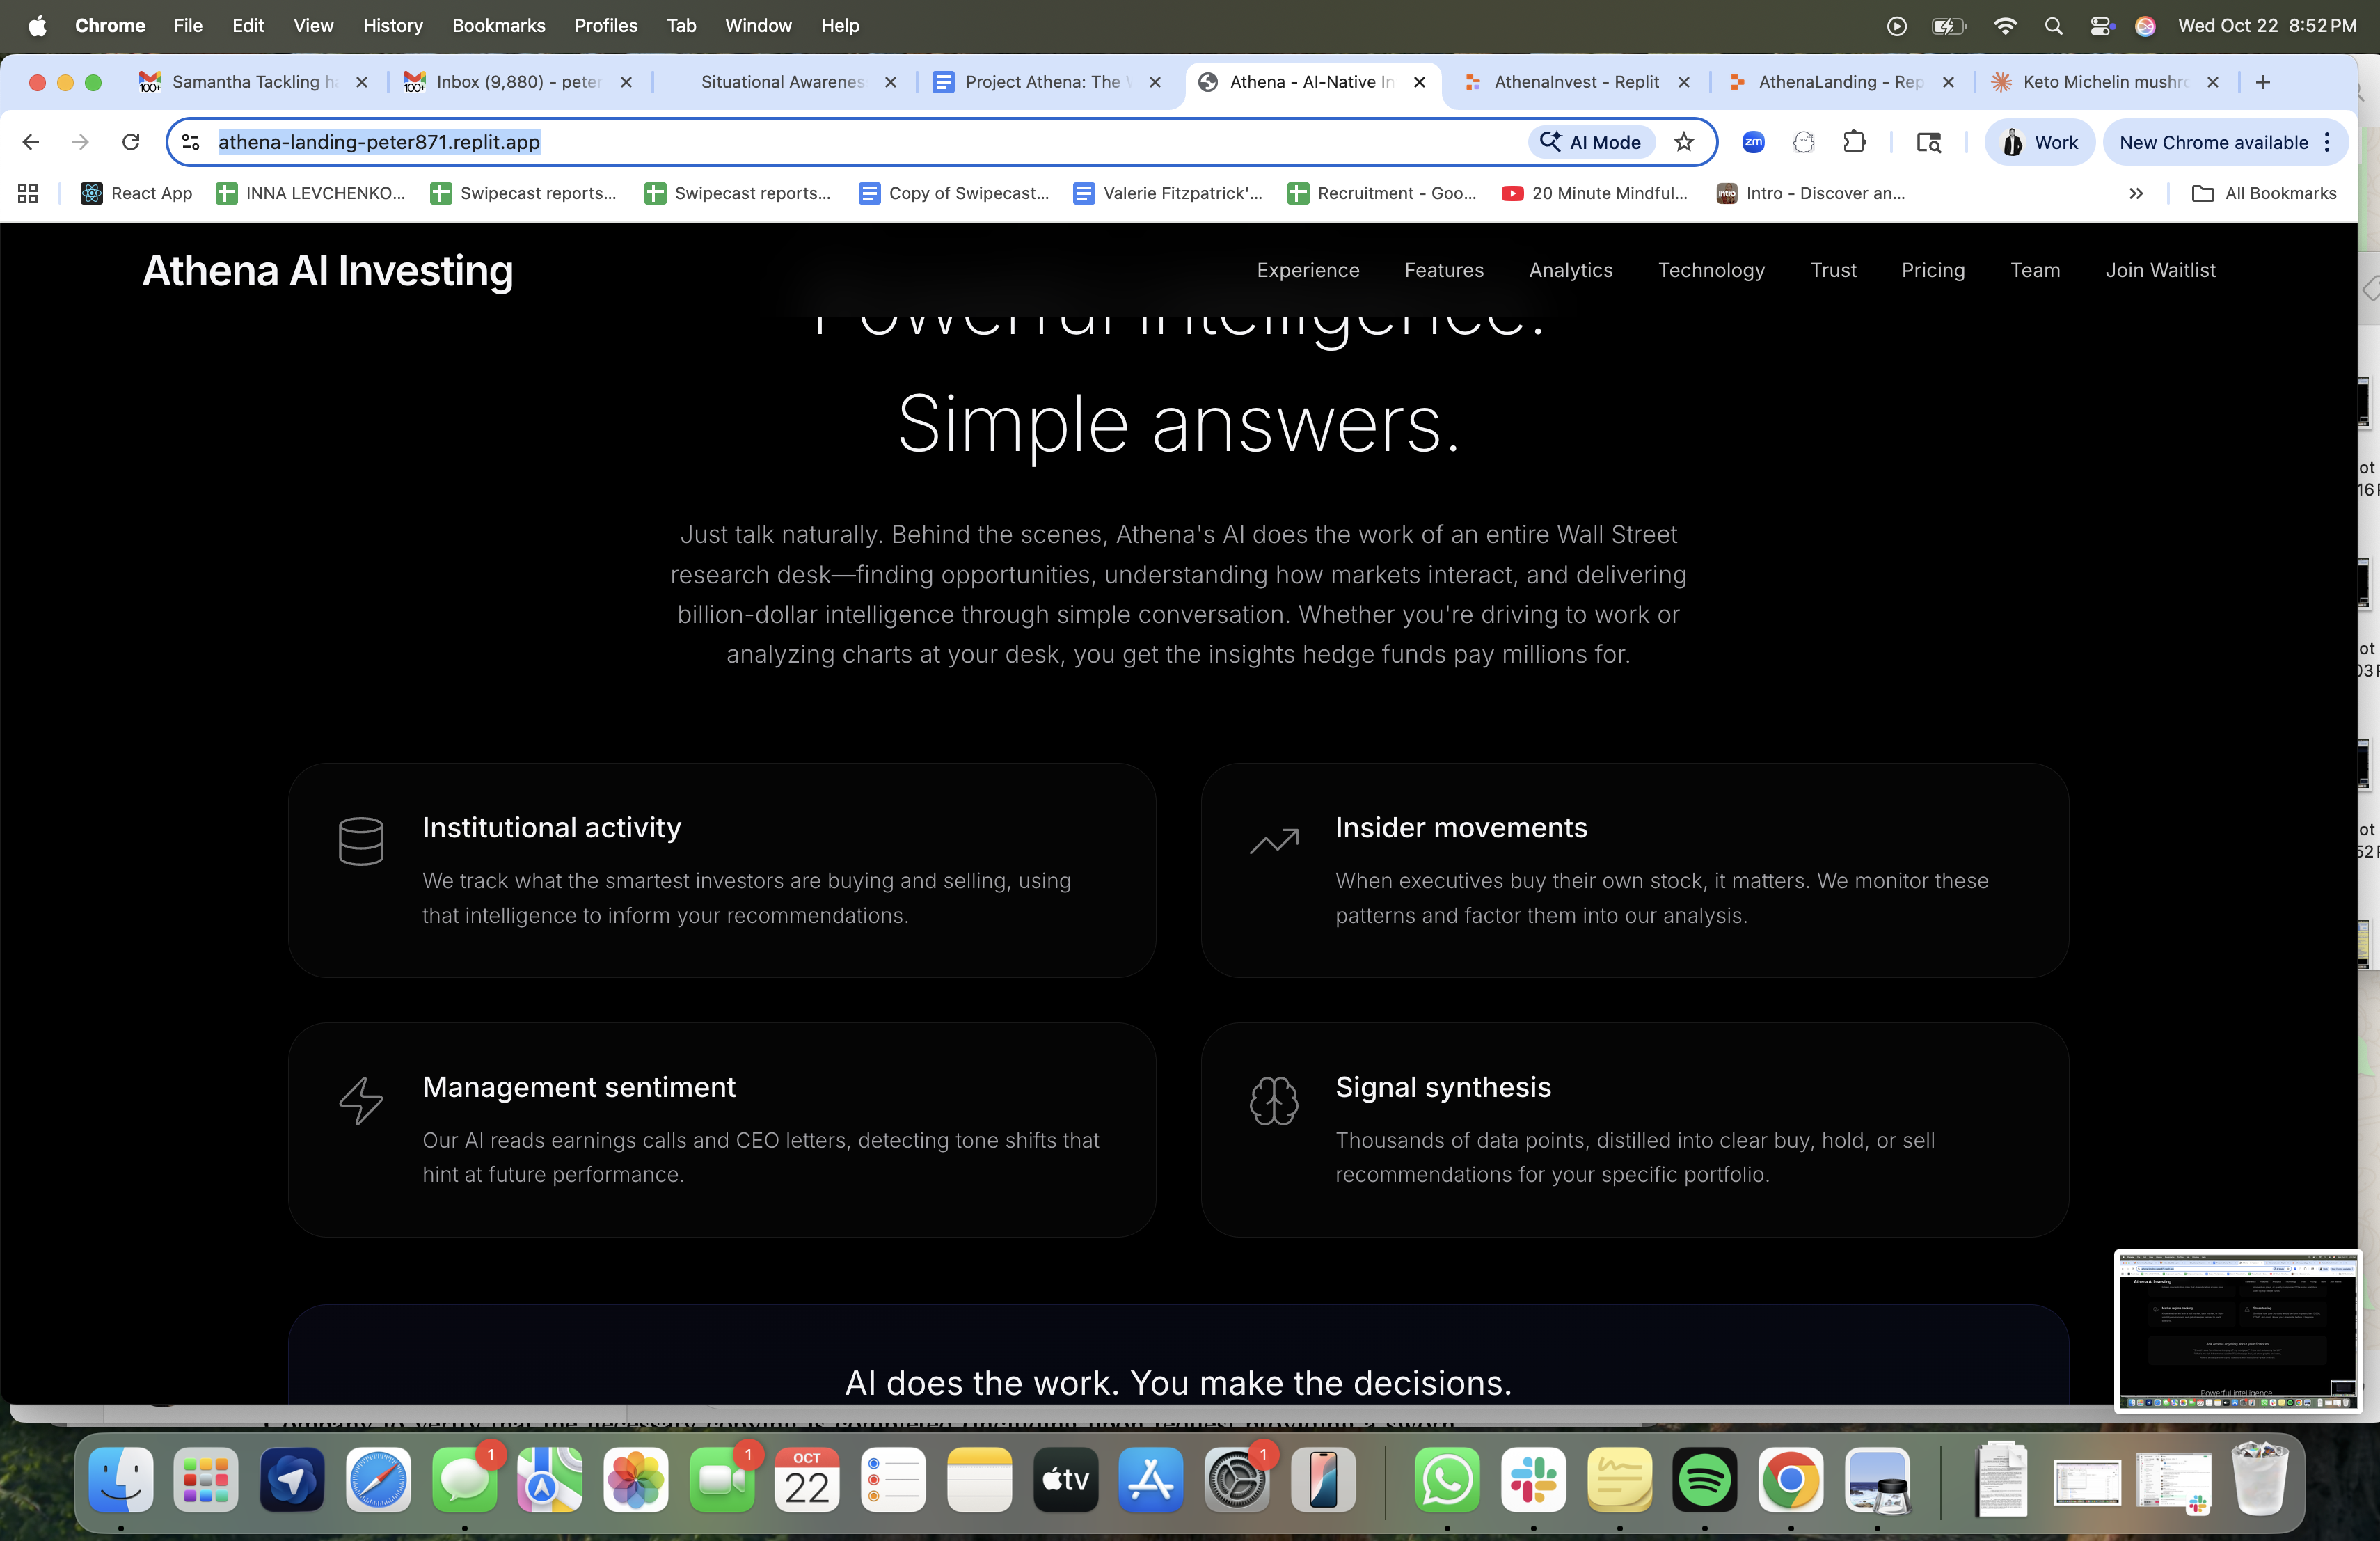 Chrome File Edit View History Bookmarks Profiles Tab Window Help Wed Oct 22 8:52 PM
Samantha Tackling ha Inbox (9,880) - peter Situational Awarenes Project Athena: The Athena - AI-Native In AthenaInvest - Replit AthenaLanding - Rep Keto Michelin mushro
athena-landing-peter871.replit.app AI Mode zm Work New Chrome available
React App INNA LEVCHENKO... Swipecast reports... Swipecast reports... Copy of Swipecast... Valerie Fitzpatrick'... Recruitment - Goo... 20 Minute Mindful... Intro - Discover an... All Bookmarks
Athena AI Investing Experience Features Analytics Technology Trust Pricing Team Join Waitlist
Powerful intelligence.
Simple answers.
Just talk naturally. Behind the scenes, Athena's AI does the work of an entire Wall Street
research desk—finding opportunities, understanding how markets interact, and delivering
billion-dollar intelligence through simple conversation. Whether you're driving to work or
analyzing charts at your desk, you get the insights hedge funds pay millions for.
Institutional activity
We track what the smartest investors are buying and selling, using
that intelligence to inform your recommendations.
Insider movements
When executives buy their own stock, it matters. We monitor these
patterns and factor them into our analysis.
Management sentiment
Our AI reads earnings calls and CEO letters, detecting tone shifts that
hint at future performance.
Signal synthesis
Thousands of data points, distilled into clear buy, hold, or sell
recommendations for your specific portfolio.
AI does the work. You make the decisions.
1 1 OCT 22 tv 1